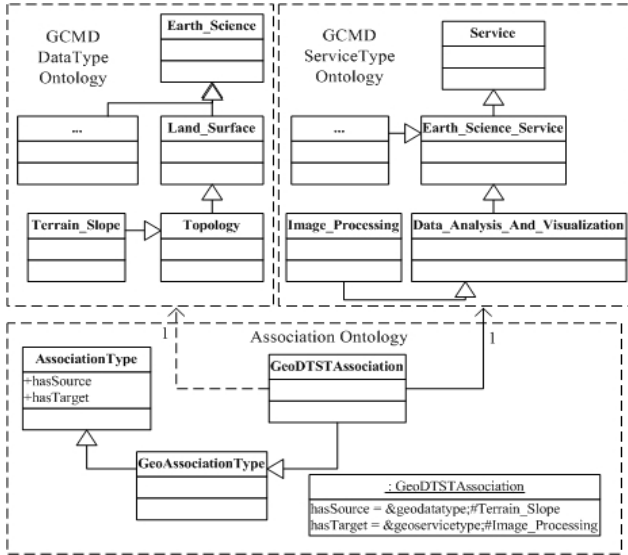 GCMD
DataType
Ontology
Earth_Science
...
Land_Surface
Terrain_Slope
Topology
GCMD
ServiceType
Ontology
Service
...
Earth_Science_Service
Image_Processing
Data_Analysis_And_Visualization
1
1
Association Ontology
AssociationType
+hasSource
+hasTarget
GeoDTSTAssociation
GeoAssociationType
: GeoDTSTAssociation
hasSource = &geodatatype;#Terrain_Slope
hasTarget = &geoservicetype;#Image_Processing